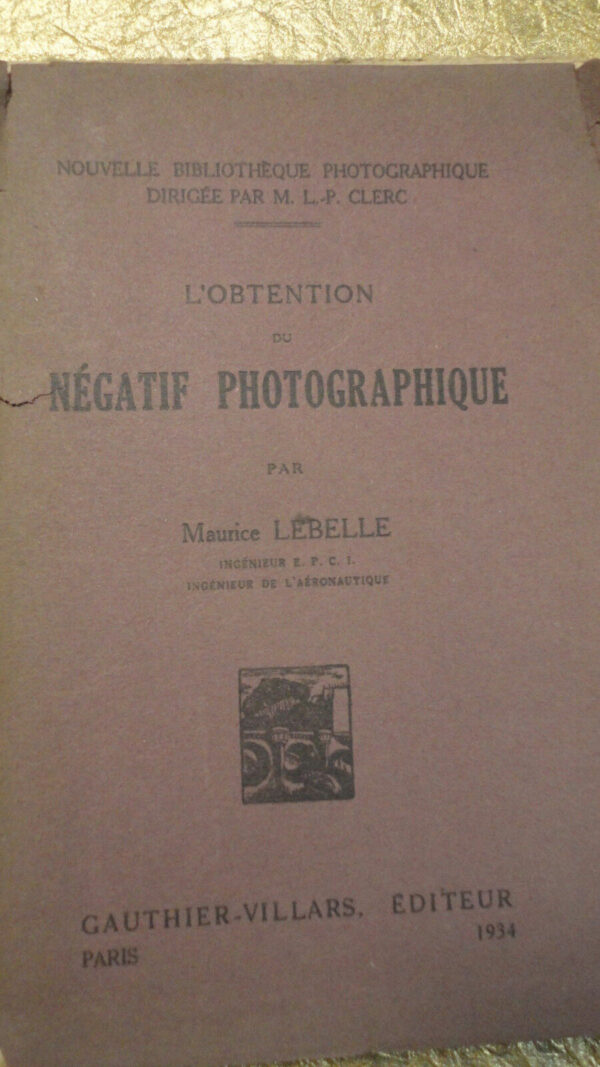 NOUVELLE BIBLIOTHÈQUE PHOTOGRAPHIQUE
DIRIGÉE PAR M. L.-P. CLERC
L'OBTENTION
DU
NÉGATIF PHOTOGRAPHIQUE
PAR
Maurice LEBELLE
INGÉNIEUR E. P. C. I.
INGÉNIEUR DE L'AÉRONAUTIQUE
GAUTHIER-VILLARS, ÉDITEUR
PARIS 1934